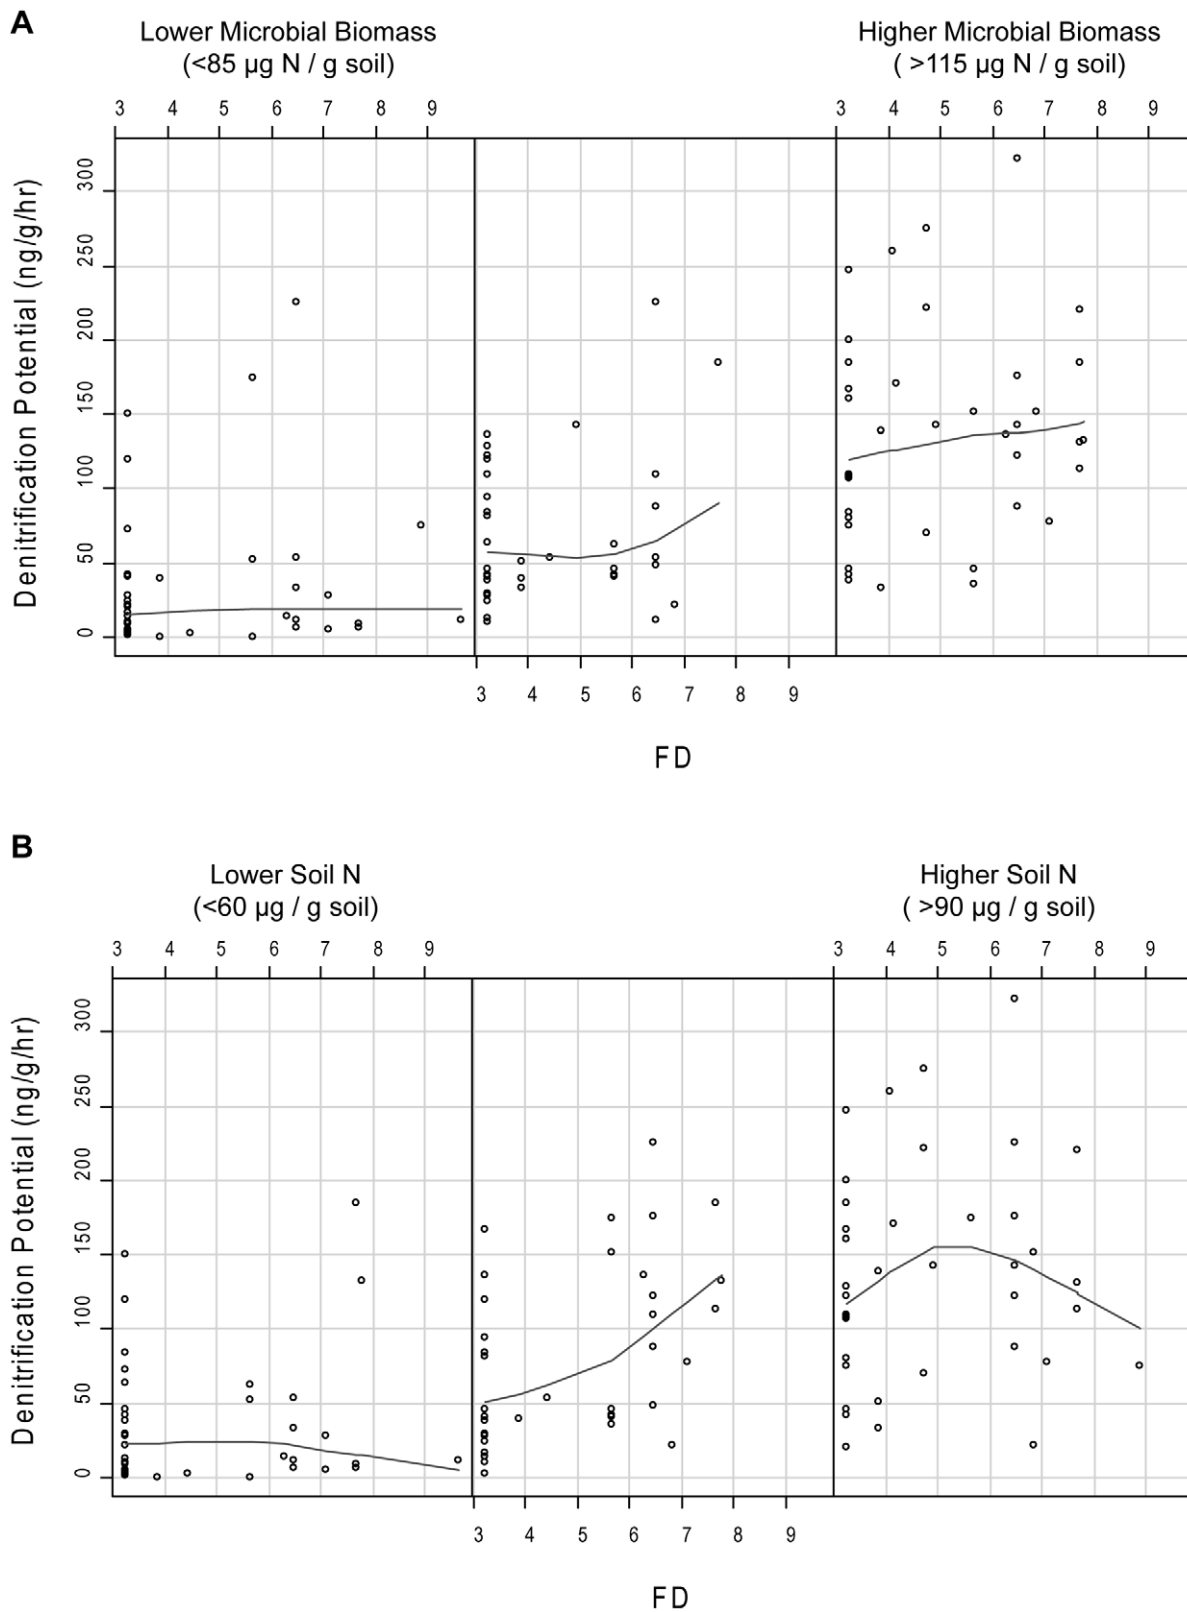 A
Lower Microbial Biomass
(<85 µg N / g soil)
Higher Microbial Biomass
( >115 µg N / g soil)
3 4 5 6 7 8 9
3 4 5 6 7 8 9
Denitrification Potential (ng/g/hr)
300
250
200
150
100
50
0
3 4 5 6 7 8 9
FD
B
Lower Soil N
(<60 µg / g soil)
Higher Soil N
( >90 µg / g soil)
3 4 5 6 7 8 9
3 4 5 6 7 8 9
Denitrification Potential (ng/g/hr)
300
250
200
150
100
50
0
3 4 5 6 7 8 9
FD